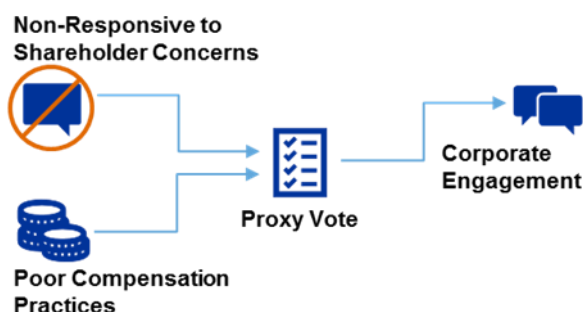 Non-Responsive to
Shareholder Concerns
Proxy Vote
Corporate
Engagement
Poor Compensation
Practices